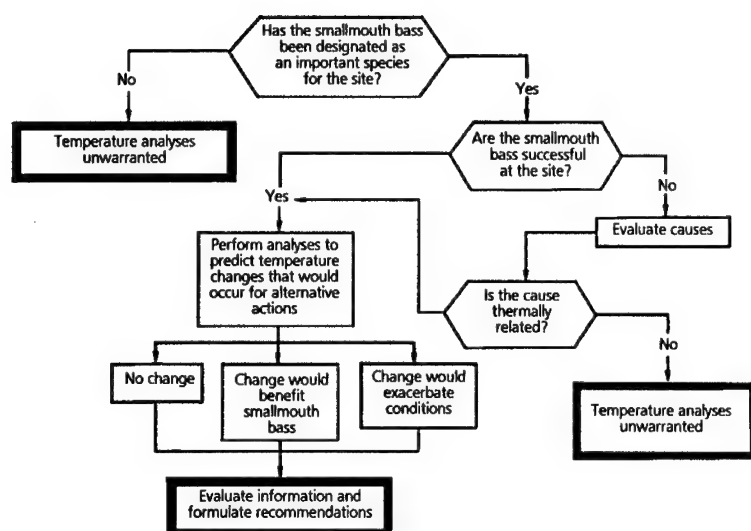 Has the smallmouth bass
been designated as
an important species
for the site?
No
Yes
Temperature analyses
unwarranted
Are the smallmouth
bass successful
at the site?
Yes
No
Evaluate causes
Perform analyses to
predict temperature
changes that would
occur for alternative
actions
Is the cause
thermally
related?
No
No change
Change would
benefit
smallmouth
bass
Change would
exacerbate
conditions
Temperature analyses
unwarranted
Evaluate information and
formulate recommendations